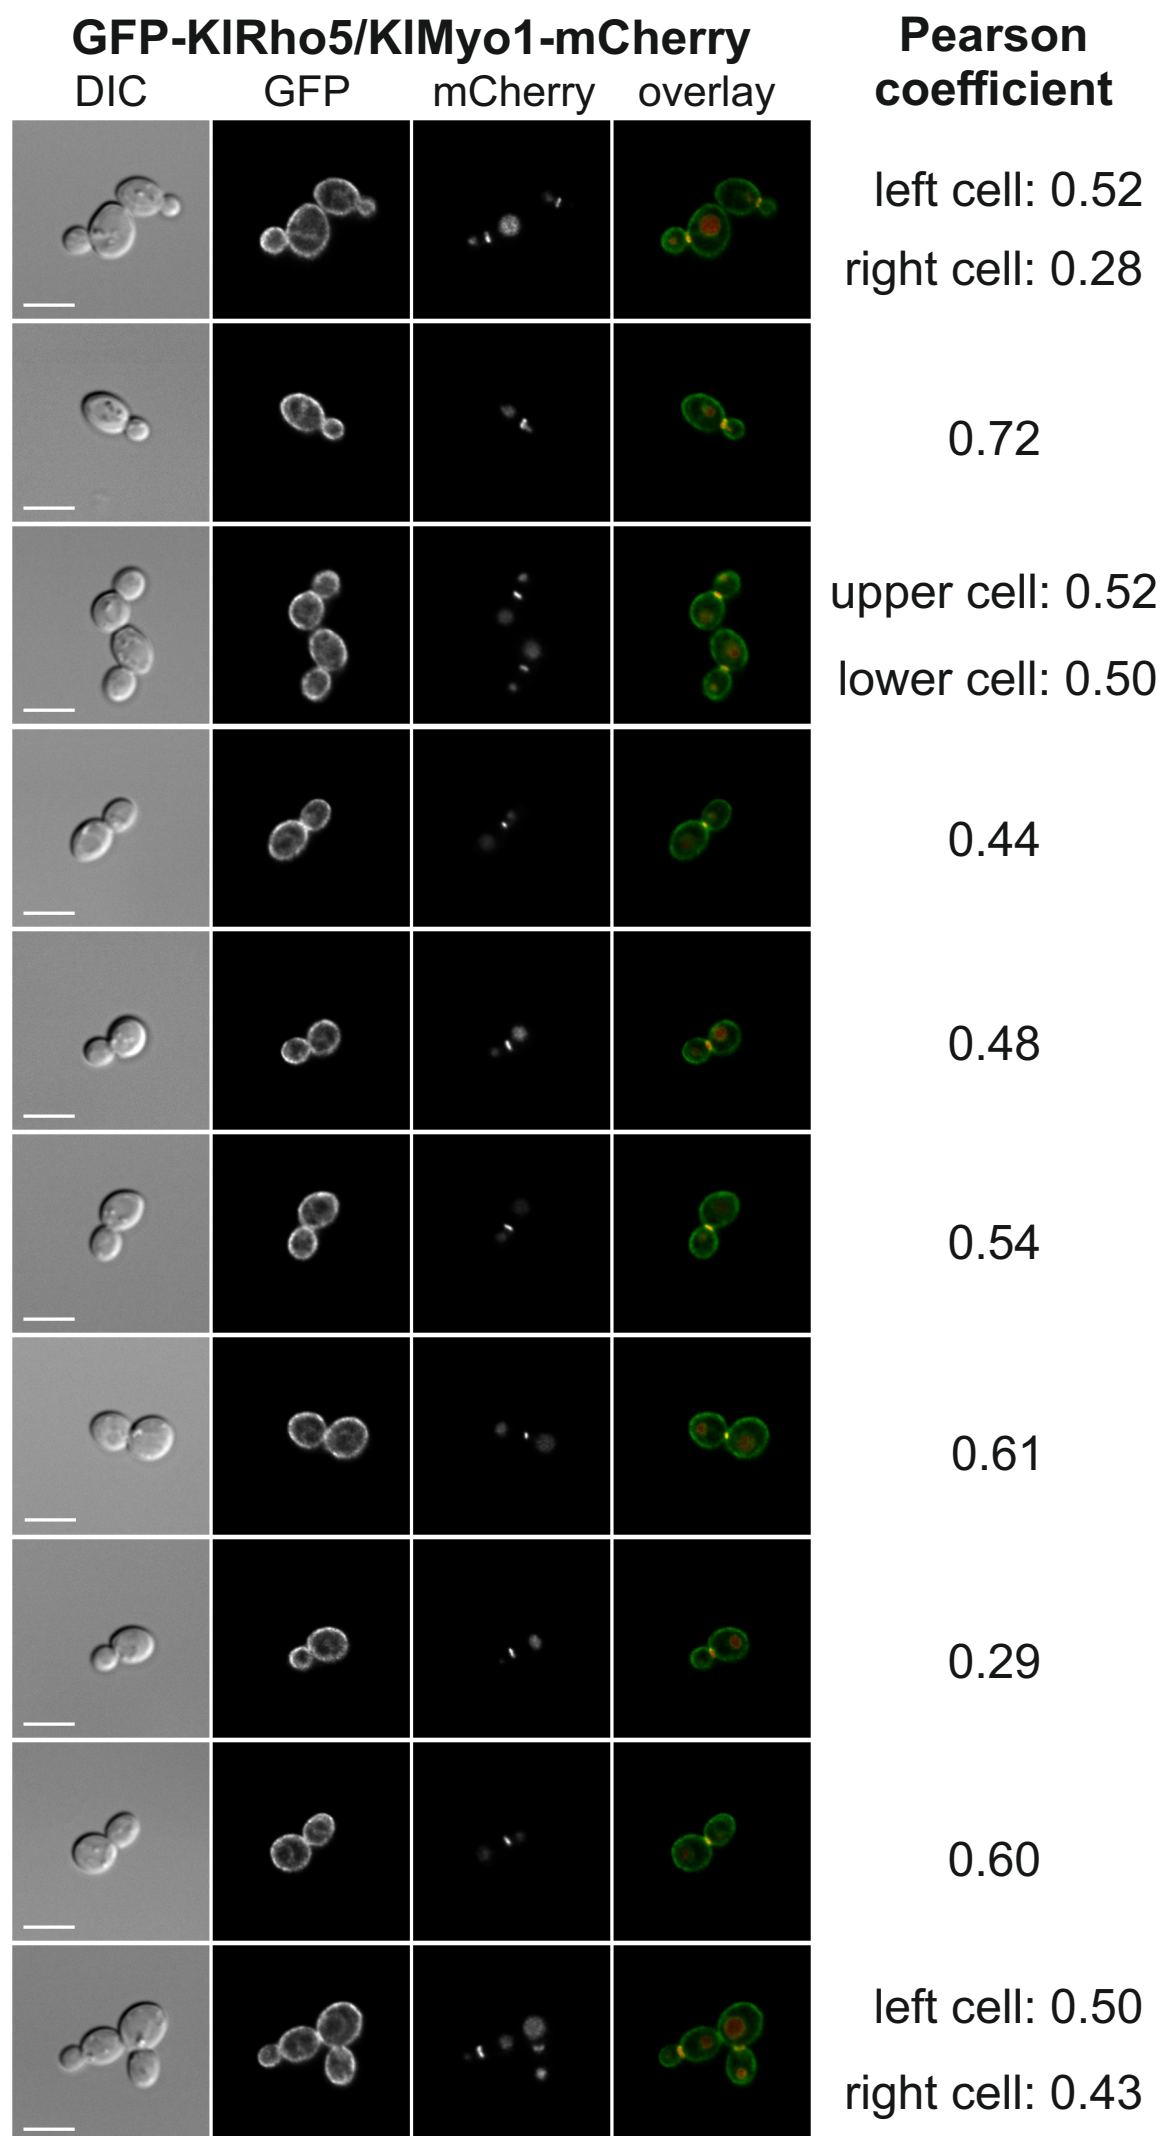 GFP-KlRho5/KlMyo1-mCherry
Pearson
coefficient
DIC GFP mCherry overlay
left cell: 0.52
right cell: 0.28
0.72
upper cell: 0.52
lower cell: 0.50
0.44
0.48
0.54
0.61
0.29
0.60
left cell: 0.50
right cell: 0.43